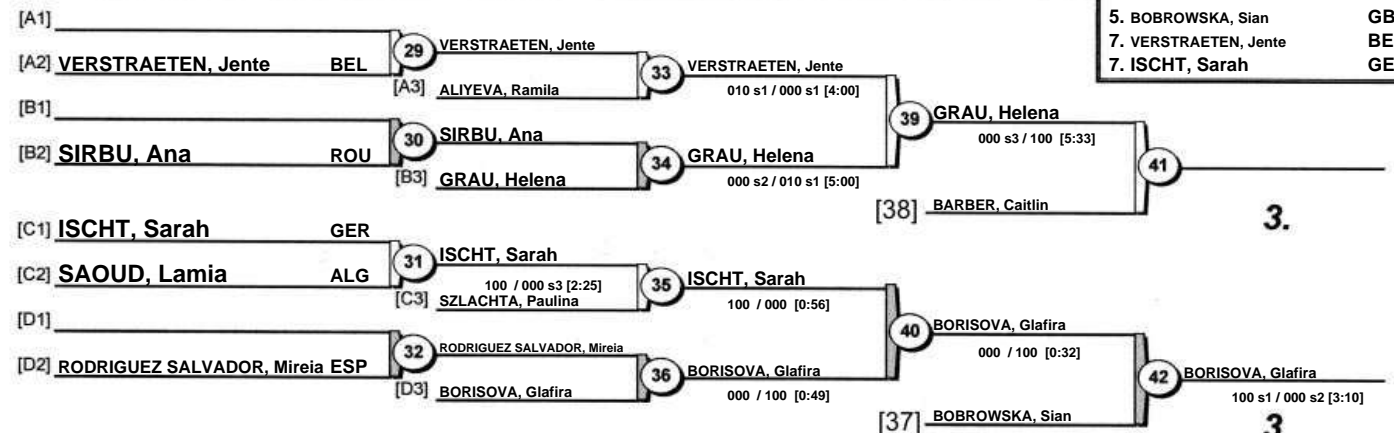 [A1]
[A2] VERSTRAETEN, Jente BEL
29
VERSTRAETEN, Jente
[A3] ALIYEVA, Ramila
33
VERSTRAETEN, Jente
010 s1 / 000 s1 [4:00]
[B1]
[B2] SIRBU, Ana ROU
30
SIRBU, Ana
[B3] GRAU, Helena
34
GRAU, Helena
000 s2 / 010 s1 [5:00]
39
GRAU, Helena
000 s3 / 100 [5:33]
[38] BARBER, Caitlin
41
3.
[C1] ISCHT, Sarah GER
[C2] SAOUD, Lamia ALG
31
ISCHT, Sarah
100 / 000 s3 [2:25]
[C3] SZLACHTA, Paulina
35
ISCHT, Sarah
100 / 000 [0:56]
[D1]
[D2] RODRIGUEZ SALVADOR, Mireia ESP
32
RODRIGUEZ SALVADOR, Mireia
[D3] BORISOVA, Glafira
36
BORISOVA, Glafira
000 / 100 [0:49]
40
BORISOVA, Glafira
000 / 100 [0:32]
[37] BOBROWSKA, Sian
42
BORISOVA, Glafira
100 s1 / 000 s2 [3:10]
3
5. BOBROWSKA, Sian GB
7. VERSTRAETEN, Jente BE
7. ISCHT, Sarah GE